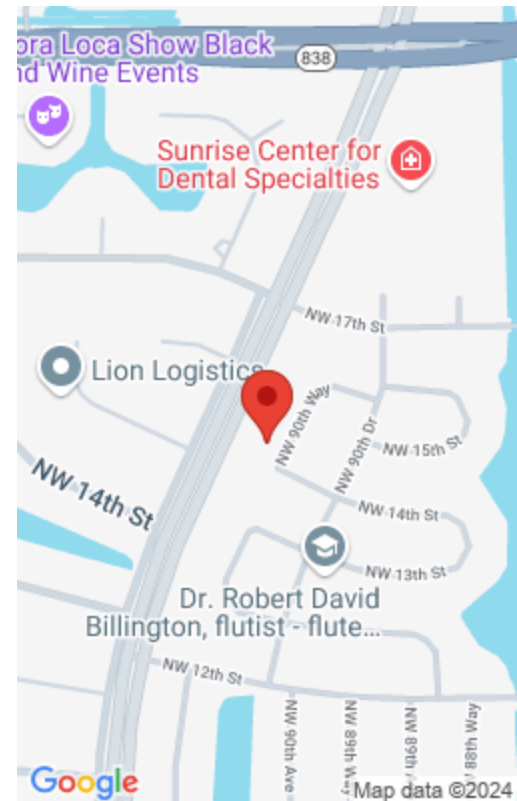 ora Loca Show Black
nd Wine Events
838
Sunrise Center for
Dental Specialties
NW 17th St
Lion Logistics
NW 90th Way
NW 90th Dr
NW 15th St
NW 14th St
NW 14th St
NW 13th St
Dr. Robert David
Billington, flutist - flute...
NW 12th St
NW 90th Ave
NW 89th Way
NW 89th A
NW 88th Way
Google
Map data ©2024